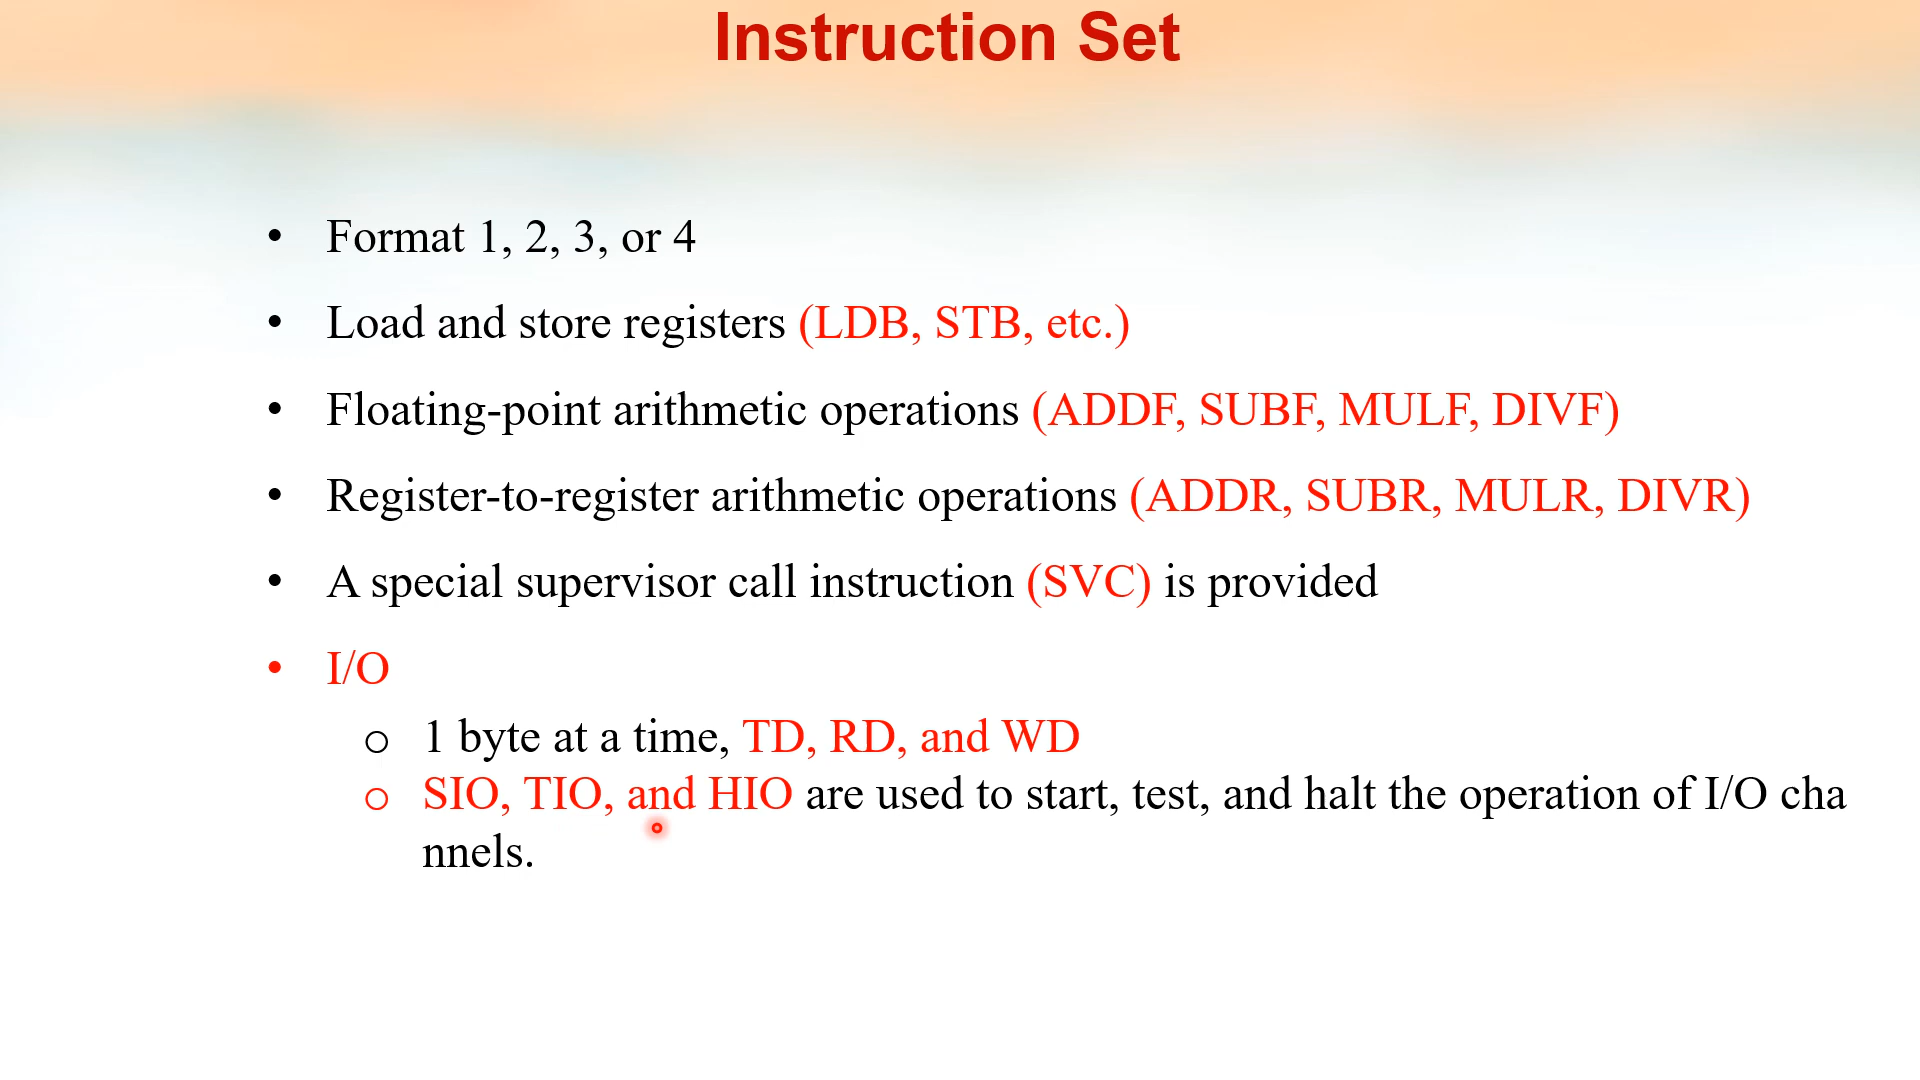 Instruction Set
• Format 1, 2, 3, or 4
• Load and store registers (LDB, STB, etc.)
• Floating-point arithmetic operations (ADDF, SUBF, MULF, DIVF)
• Register-to-register arithmetic operations (ADDR, SUBR, MULR, DIVR)
• A special supervisor call instruction (SVC) is provided
• I/O
o 1 byte at a time, TD, RD, and WD
o SIO, TIO, and HIO are used to start, test, and halt the operation of I/O cha
nnels.